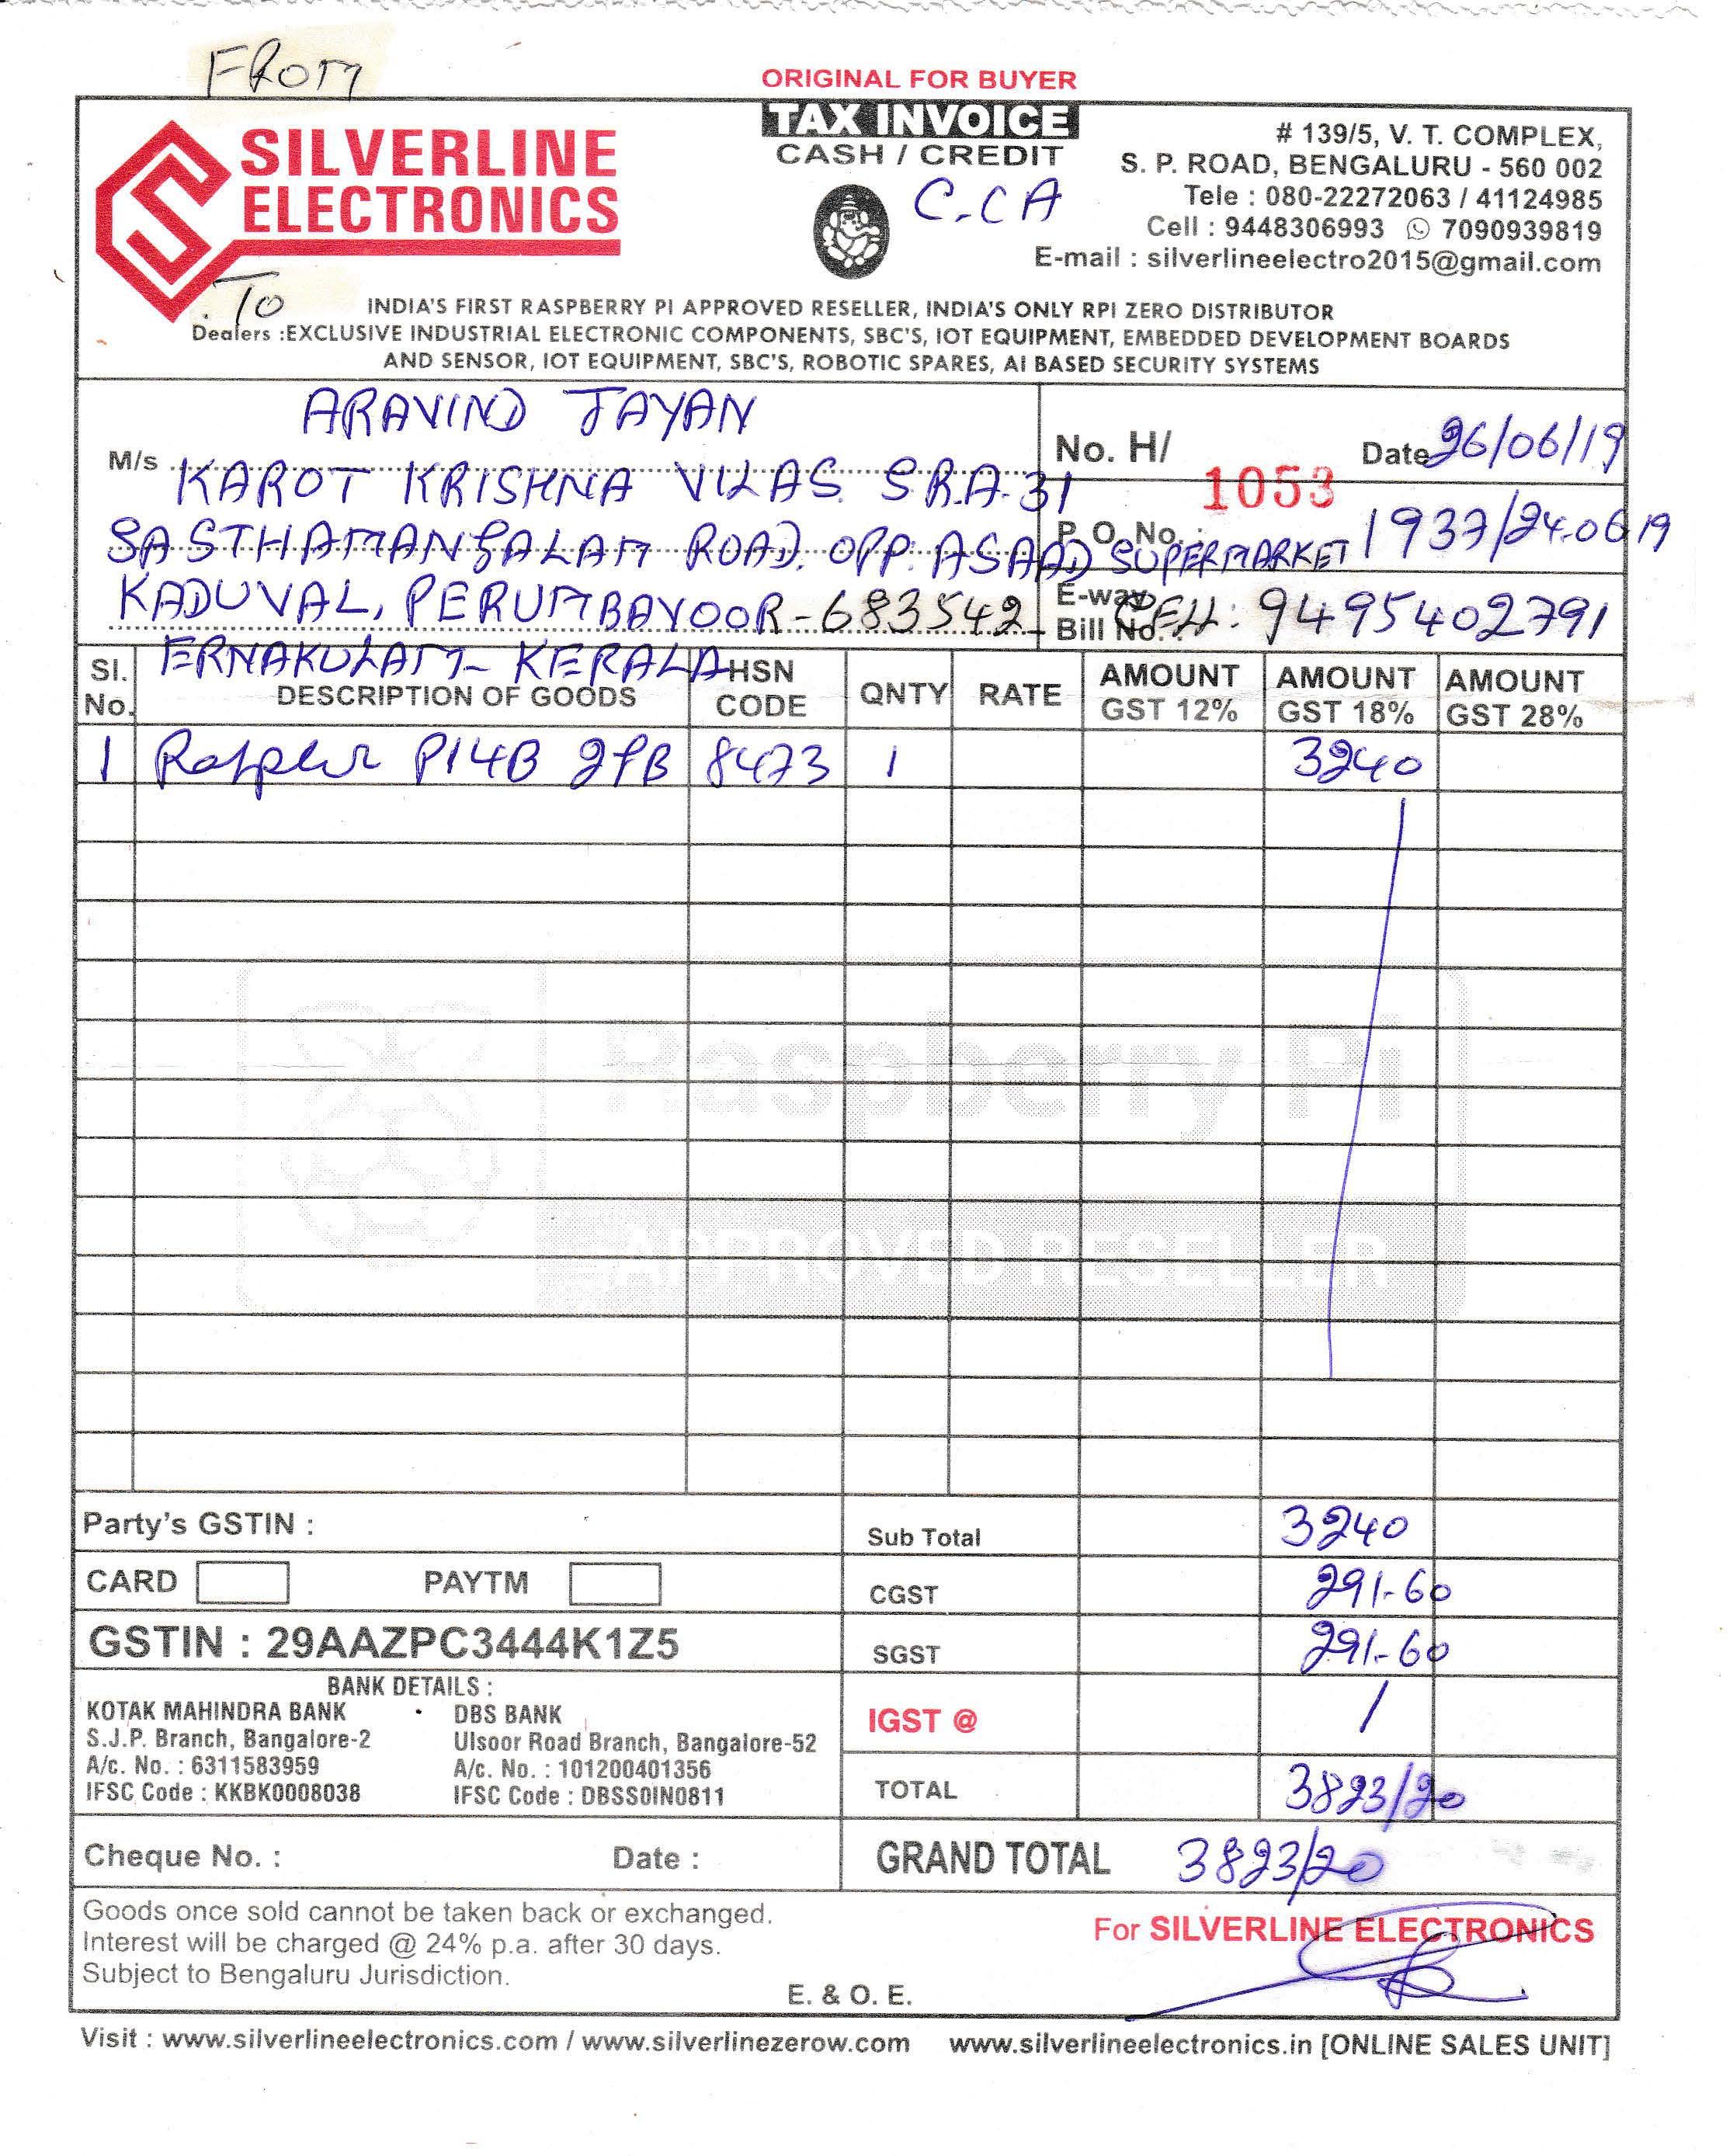 FROM
ORIGINAL FOR BUYER
TAX INVOICE
CASH / CREDIT
C.CA
SILVERLINE
ELECTRONICS
# 139/5, V. T. COMPLEX,
S. P. ROAD, BENGALURU - 560 002
Tele : 080-22272063 / 41124985
Cell : 9448306993 7090939819
E-mail : silverlineelectro2015@gmail.com
To
INDIA'S FIRST RASPBERRY PI APPROVED RESELLER, INDIA'S ONLY RPI ZERO DISTRIBUTOR
Dealers :EXCLUSIVE INDUSTRIAL ELECTRONIC COMPONENTS, SBC'S, IOT EQUIPMENT, EMBEDDED DEVELOPMENT BOARDS
AND SENSOR, IOT EQUIPMENT, SBC'S, ROBOTIC SPARES, AI BASED SECURITY SYSTEMS
ARAVIND JAYAN
M/s KAROT KRISHNA VILAS S.R.A-31
SASTHAMANGALAM ROAD. OPP: ASAAD SUPERMARKET
KADUVAL, PERUMBAVOOR-683542
ERNAKULAM- KERALA
No. H/ 1053 Date 26/06/19
P. O. No. : 1937/24.06.19
E-way
Bill No. CELL: 9495402791
Sl. No. DESCRIPTION OF GOODS HSN CODE QNTY RATE AMOUNT GST 12% AMOUNT GST 18% AMOUNT GST 28%
1 PI4B 2GB 8473 1 3240
Raspberry Pi
APPROVED RESELLER
Party's GSTIN :
Sub Total 3240
CARD PAYTM
CGST 291-60
GSTIN : 29AAZPC3444K1Z5
SGST 291-60
BANK DETAILS :
KOTAK MAHINDRA BANK
S.J.P. Branch, Bangalore-2
A/c. No. : 6311583959
IFSC Code : KKBK0008038
DBS BANK
Ulsoor Road Branch, Bangalore-52
A/c. No. : 101200401356
IFSC Code : DBSS0IN0811
IGST @ /
TOTAL 3823/20
Cheque No. : Date :
GRAND TOTAL 3823/20
Goods once sold cannot be taken back or exchanged.
Interest will be charged @ 24% p.a. after 30 days.
Subject to Bengaluru Jurisdiction.
E. & O. E.
For SILVERLINE ELECTRONICS
Visit : www.silverlineelectronics.com / www.silverlinezerow.com www.silverlineelectronics.in [ONLINE SALES UNIT]